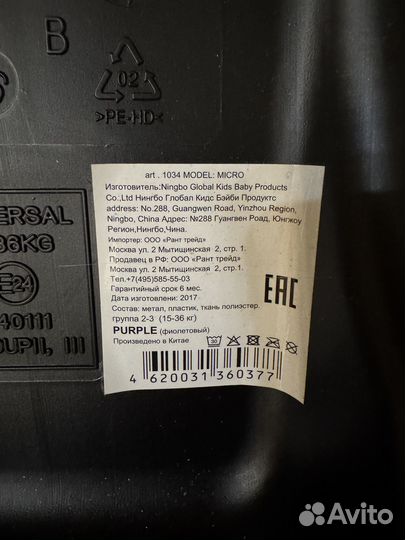 B
02
>PE-HD<
art . 1034 MODEL: MICRO
Изготовитель:Ningbo Global Kids Baby Products
Co.,Ltd Нингбо Глобал Кидс Бэйби Продуктс
address: No.288, Guangwen Road, Yinzhou Region,
Ningbo, China Адрес: №288 Гуангвен Роад, Юнгжоу
Регион,Нингбо,Чина.
Импортер: ООО «Рант трейд»
Москва ул. 2 Мытищинская 2, стр. 1.
Продавец в РФ: ООО «Рант трейд»
Москва ул. 2 Мытищинская 2, стр. 1.
Тел.+7(495)585-55-03
Гарантийный срок 6 мес.
Дата изготовления: 2017
Состав: метал, пластик, ткань полиэстер.
группа 2-3 (15-36 кг)
PURPLE (фиолетовый)
Произведено в Китае
EAC
30
4 620031 360377
ERSAL
36KG
E24
40111
OUPII, III
Avito